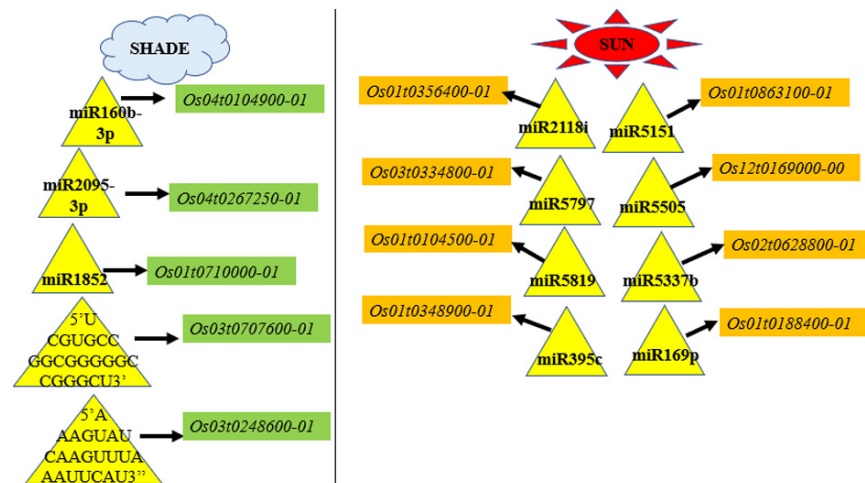 SHADE
miR160b-
3p
Os04t0104900-01
miR2095-
3p
Os04t0267250-01
miR1852
Os01t0710000-01
5’U
CGUGCC
GGCGGGGGC
CGGGCU3’
Os03t0707600-01
5’A
AAGUAU
CAAGUUUA
AAUUCAU3”
Os03t0248600-01
SUN
Os01t0356400-01
miR2118i
miR5151
Os01t0863100-01
Os03t0334800-01
miR5797
miR5505
Os12t0169000-00
Os01t0104500-01
miR5819
miR5337b
Os02t0628800-01
Os01t0348900-01
miR395c
miR169p
Os01t0188400-01